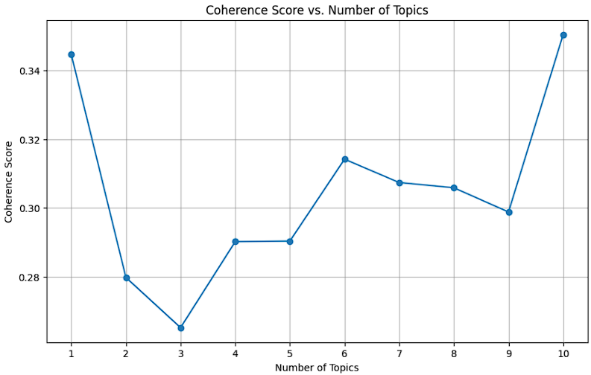 Coherence Score vs. Number of Topics
Coherence Score
0.34
0.32
0.30
0.28
1 2 3 4 5 6 7 8 9 10
Number of Topics